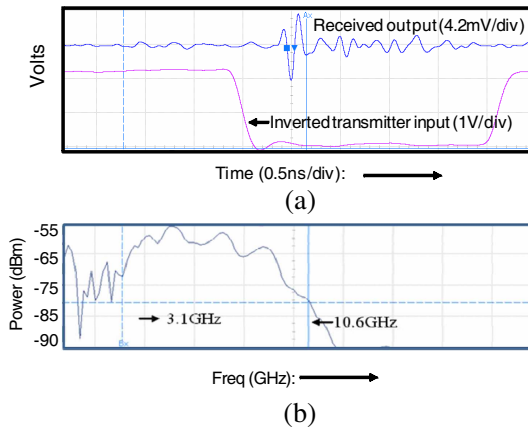 Received output (4.2mV/div)
Volts
Inverted transmitter input (1V/div)
Time (0.5ns/div):
(a)
-55
-65
-75
-85
-90
Power (dBm)
3.1GHz
10.6GHz
Freq (GHz):
(b)